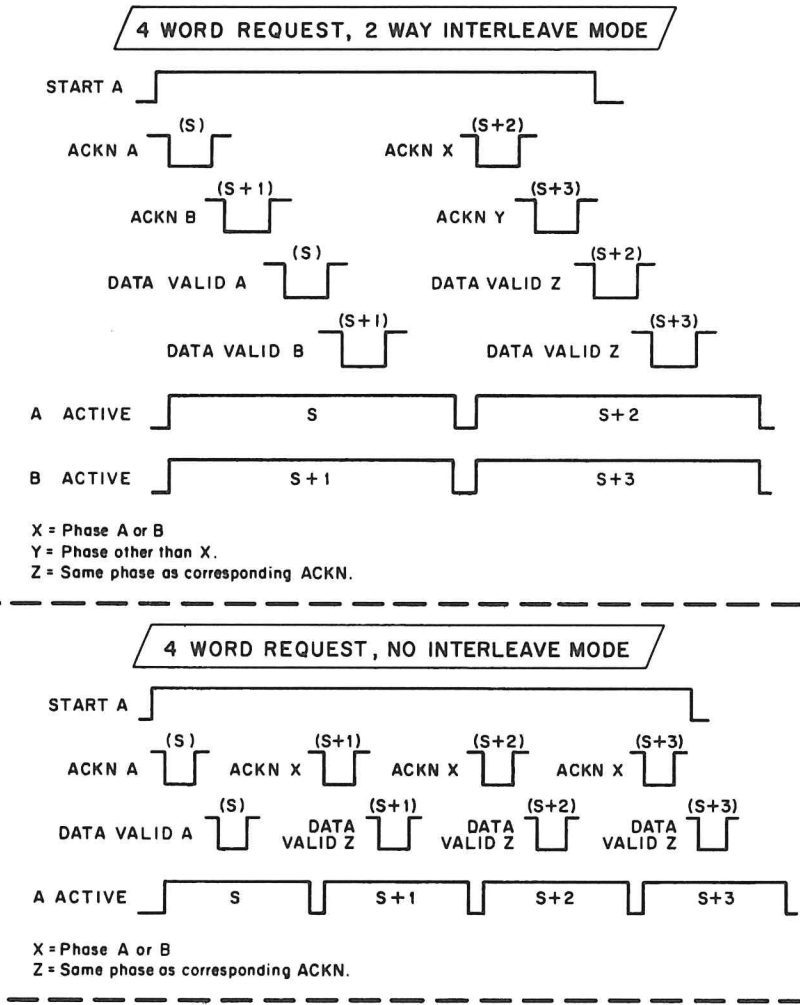 4 WORD REQUEST, 2 WAY INTERLEAVE MODE
START A
(S) (S+2)
ACKN A ACKN X
(S+1) (S+3)
ACKN B ACKN Y
(S) (S+2)
DATA VALID A DATA VALID Z
(S+1) (S+3)
DATA VALID B DATA VALID Z
A ACTIVE S S+2
B ACTIVE S+1 S+3
X = Phase A or B
Y = Phase other than X.
Z = Same phase as corresponding ACKN.
4 WORD REQUEST, NO INTERLEAVE MODE
START A
(S) (S+1) (S+2) (S+3)
ACKN A ACKN X ACKN X ACKN X
(S) (S+1) (S+2) (S+3)
DATA VALID A DATA VALID Z DATA VALID Z DATA VALID Z
A ACTIVE S S+1 S+2 S+3
X = Phase A or B
Z = Same phase as corresponding ACKN.